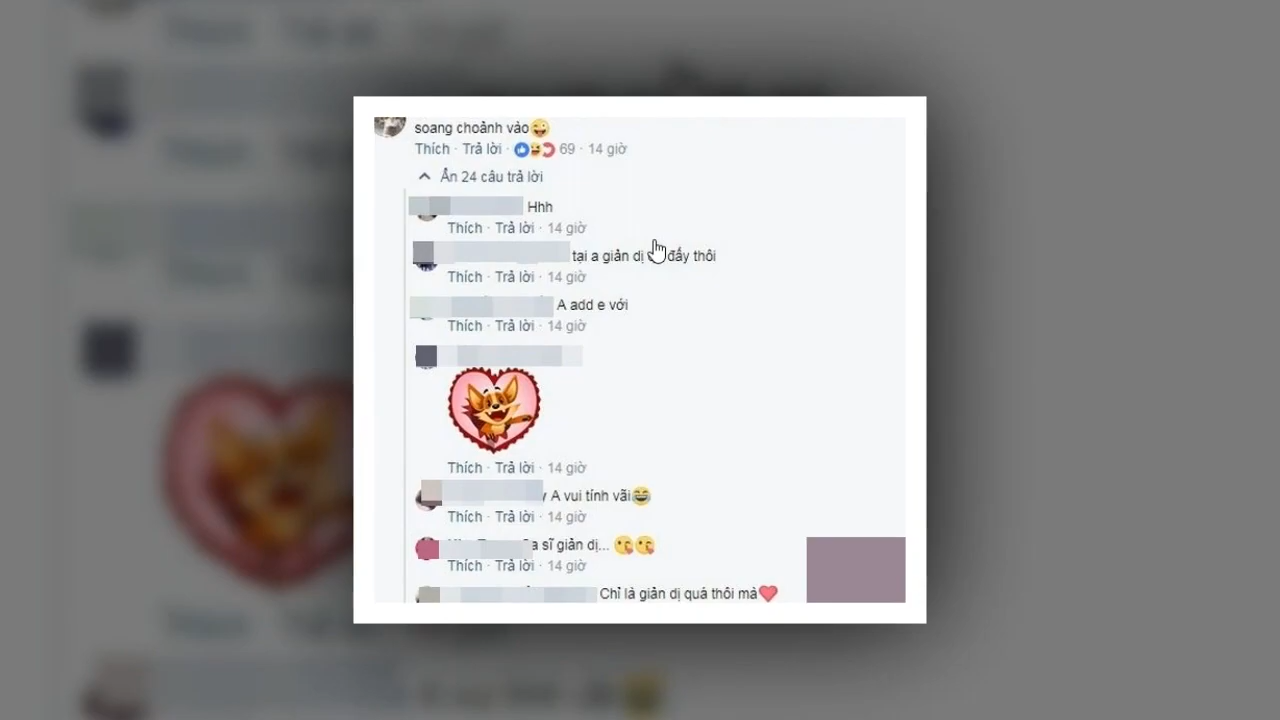 soang choảnh vào
Thích · Trả lời · 69 · 14 giờ
Ẩn 24 câu trả lời
Hhh
Thích · Trả lời · 14 giờ
tại a giản dị đấy thôi
Thích · Trả lời · 14 giờ
A add e với
Thích · Trả lời · 14 giờ
Thích · Trả lời · 14 giờ
A vui tính vãi
Thích · Trả lời · 14 giờ
sĩ giản dị...
Thích · Trả lời · 14 giờ
Chỉ là giản dị quá thôi mà